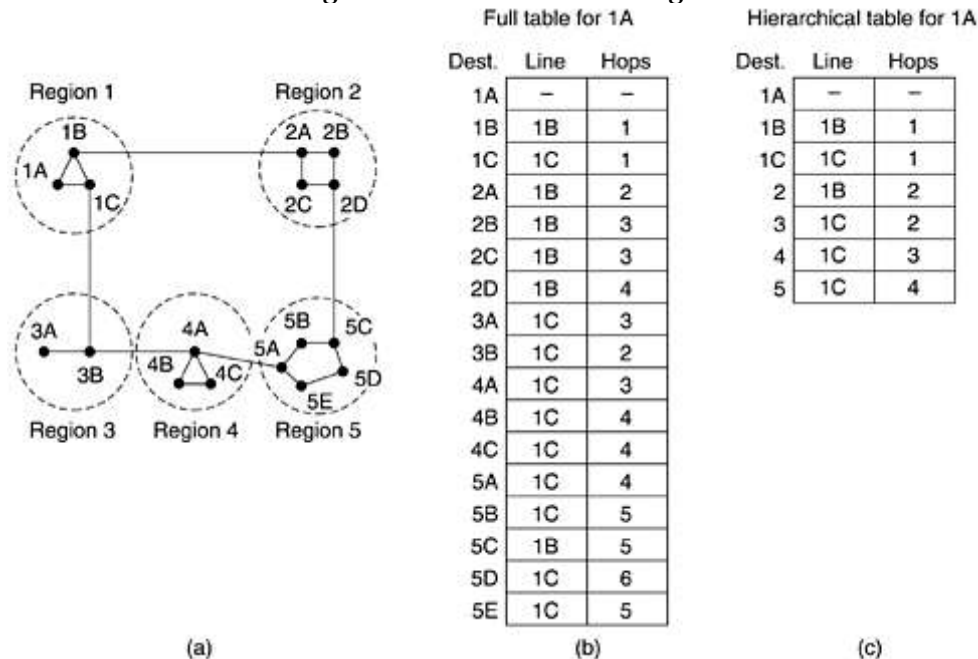 Full table for 1A
Hierarchical table for 1A
Region 1
Region 2
1B
1A
1C
2A 2B
2C 2D
3A
3B
4A
4B
4C
5B
5C
5A
5D
5E
Region 3
Region 4
Region 5
(a)
Dest. Line Hops
1A – –
1B 1B 1
1C 1C 1
2A 1B 2
2B 1B 3
2C 1B 3
2D 1B 4
3A 1C 3
3B 1C 2
4A 1C 3
4B 1C 4
4C 1C 4
5A 1C 4
5B 1C 5
5C 1B 5
5D 1C 6
5E 1C 5
(b)
Dest. Line Hops
1A – –
1B 1B 1
1C 1C 1
2 1B 2
3 1C 2
4 1C 3
5 1C 4
(c)